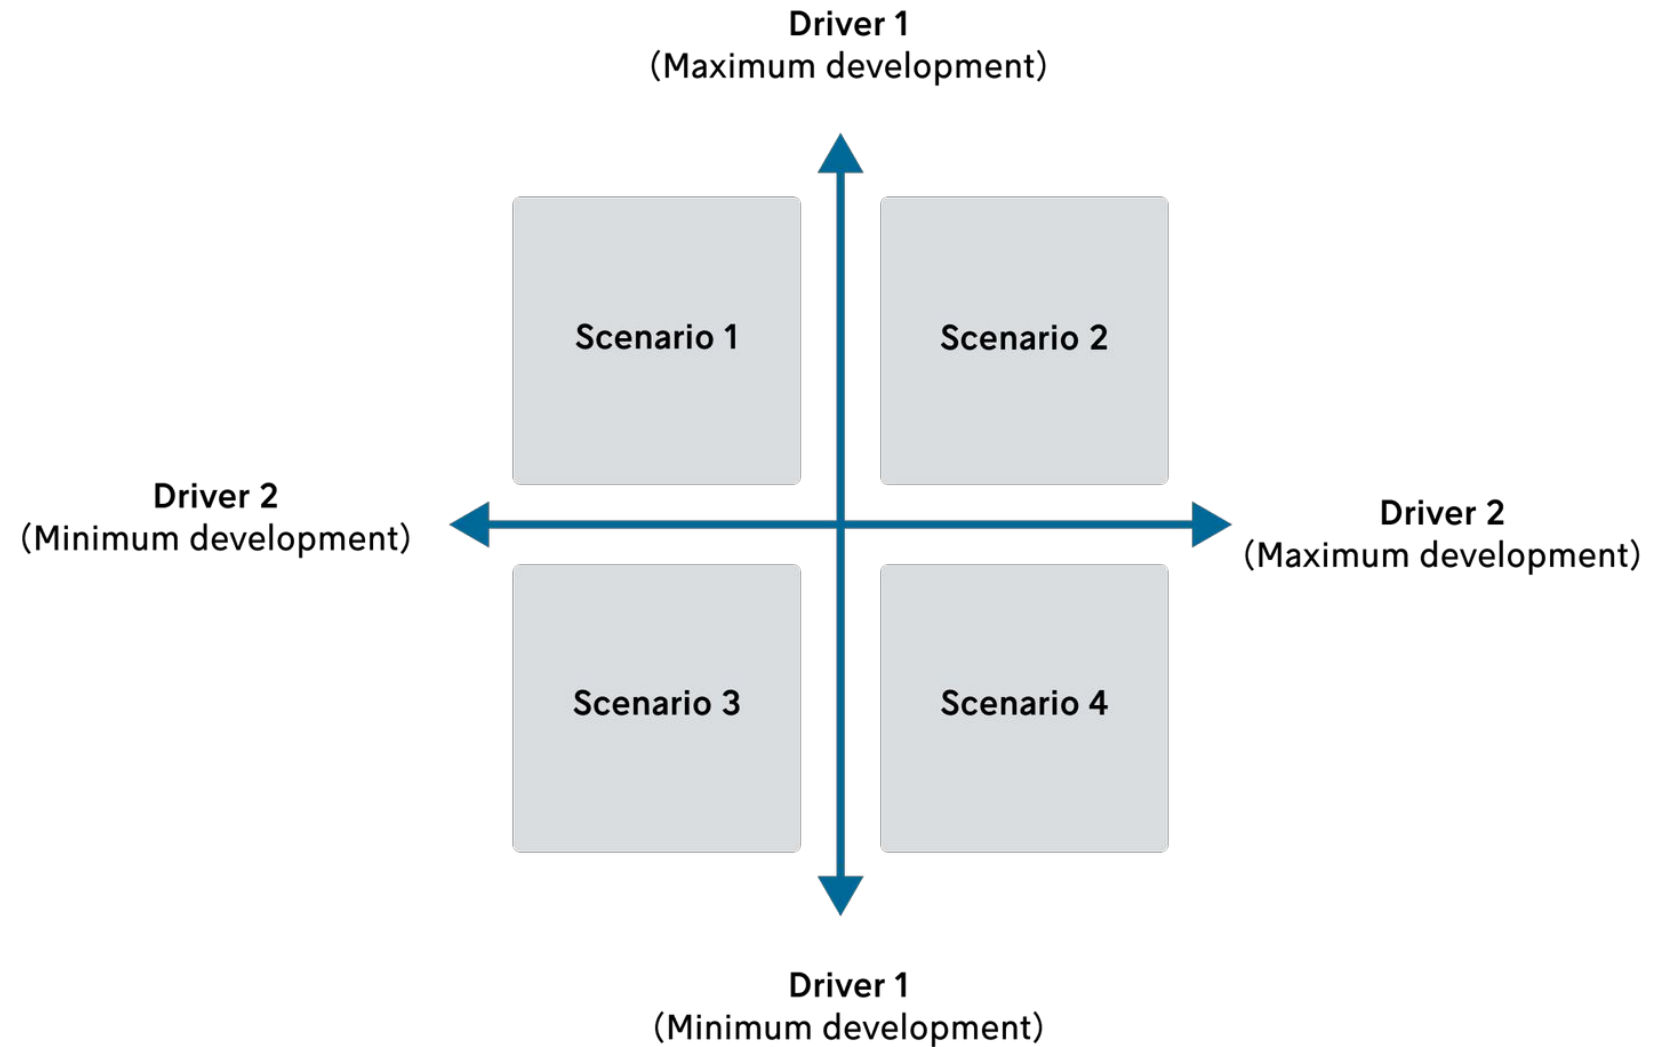 Driver 1
(Maximum development)
Scenario 1
Scenario 2
Driver 2
(Minimum development)
Driver 2
(Maximum development)
Scenario 3
Scenario 4
Driver 1
(Minimum development)